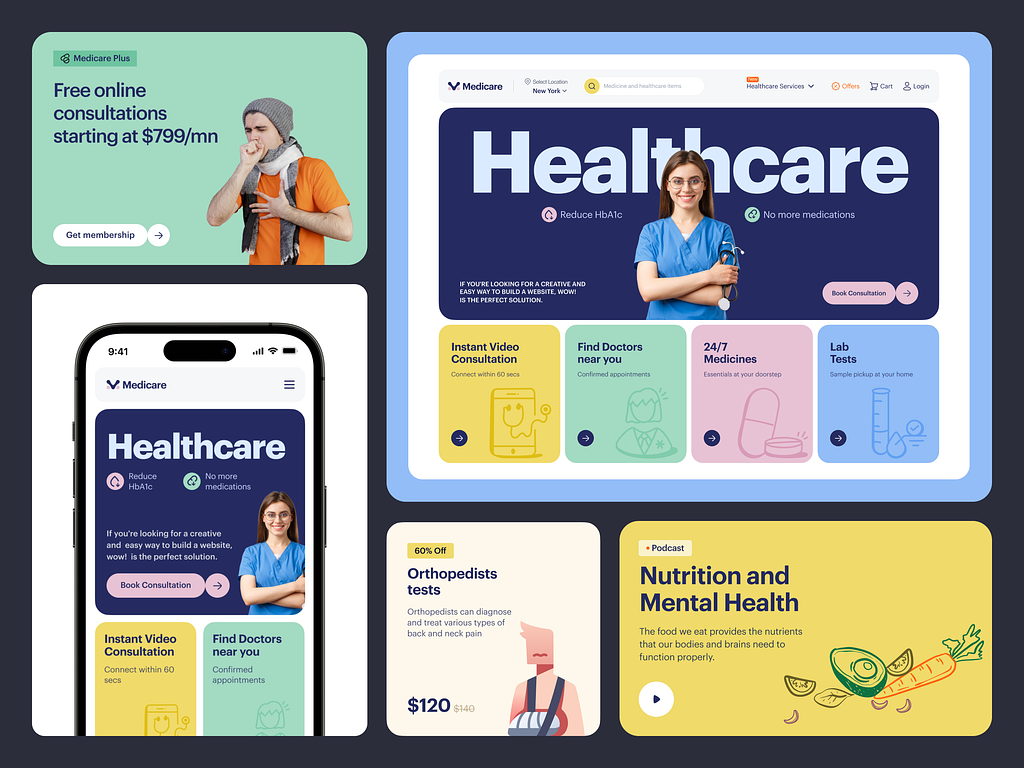 Medicare Plus
Free online
consultations
starting at $799/mn
Get membership
9:41
Medicare
Healthcare
Reduce
HbA1c
No more
medications
If you're looking for a creative
and easy way to build a website,
wow! is the perfect solution.
Book Consultation
Instant Video
Consultation
Connect within 60
secs
Find Doctors
near you
Confirmed
appointments
Medicare
Select Location
New York
Medicine and healthcare items
New
Healthcare Services
Offers
Cart
Login
Healthcare
Reduce HbA1c
No more medications
IF YOU'RE LOOKING FOR A CREATIVE AND
EASY WAY TO BUILD A WEBSITE, WOW!
IS THE PERFECT SOLUTION.
Book Consultation
Instant Video
Consultation
Connect within 60 secs
Find Doctors
near you
Confirmed appointments
24/7
Medicines
Essentials at your doorstep
Lab
Tests
Sample pickup at your home
60% Off
Orthopedists
tests
Orthopedists can diagnose
and treat various types of
back and neck pain
$120 $140
Podcast
Nutrition and
Mental Health
The food we eat provides the nutrients
that our bodies and brains need to
function properly.